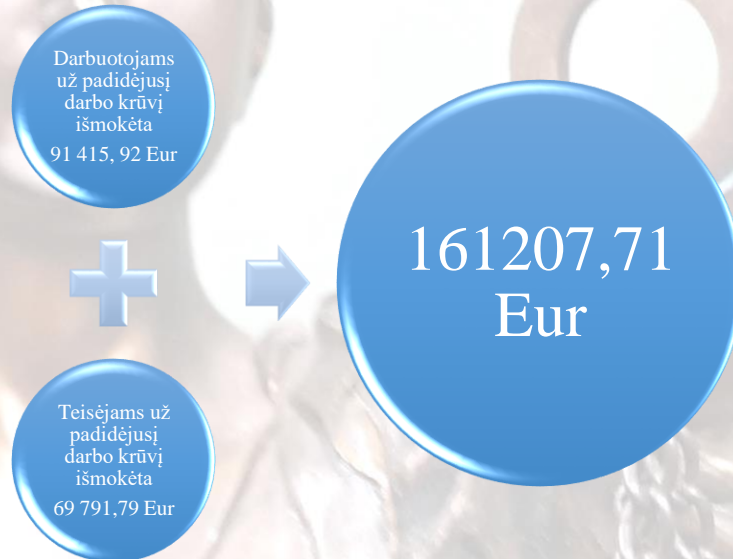 Darbuotojams
už padidėjusį
darbo krūvį
išmokėta
91 415, 92 Eur
Teisėjams už
padidėjusį
darbo krūvį
išmokėta
69 791,79 Eur
161207,71
Eur